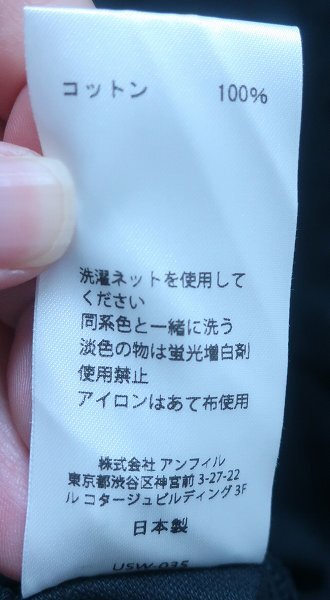 コットン 100%
洗濯ネットを使用して
ください
同系色と一緒に洗う
淡色の物は蛍光増白剤
使用禁止
アイロンはあて布使用
株式会社 アンフィル
東京都渋谷区神宮前 3-27-22
ル コタージュビルディング 3F
日本製
USW-035